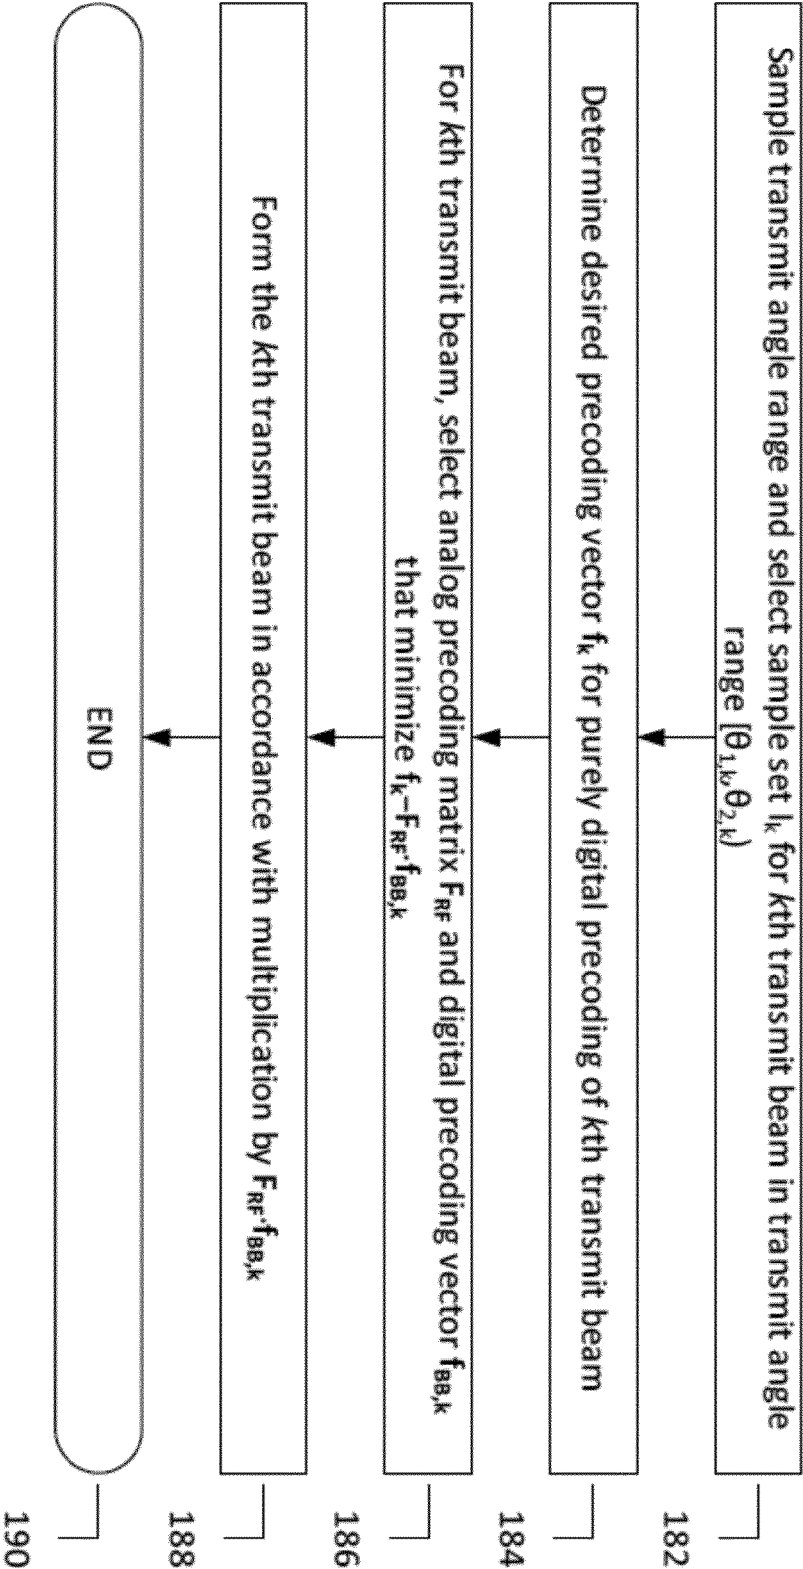 Sample transmit angle range and select sample set Iₖ for kth transmit beam in transmit angle
range [θ₁,ₖ,θ₂,ₖ)
182
Determine desired precoding vector fₖ for purely digital precoding of kth transmit beam
184
For kth transmit beam, select analog precoding matrix F_RF and digital precoding vector f_BB,k
that minimize fₖ–F_RF·f_BB,k
186
Form the kth transmit beam in accordance with multiplication by F_RF·f_BB,k
188
END
190